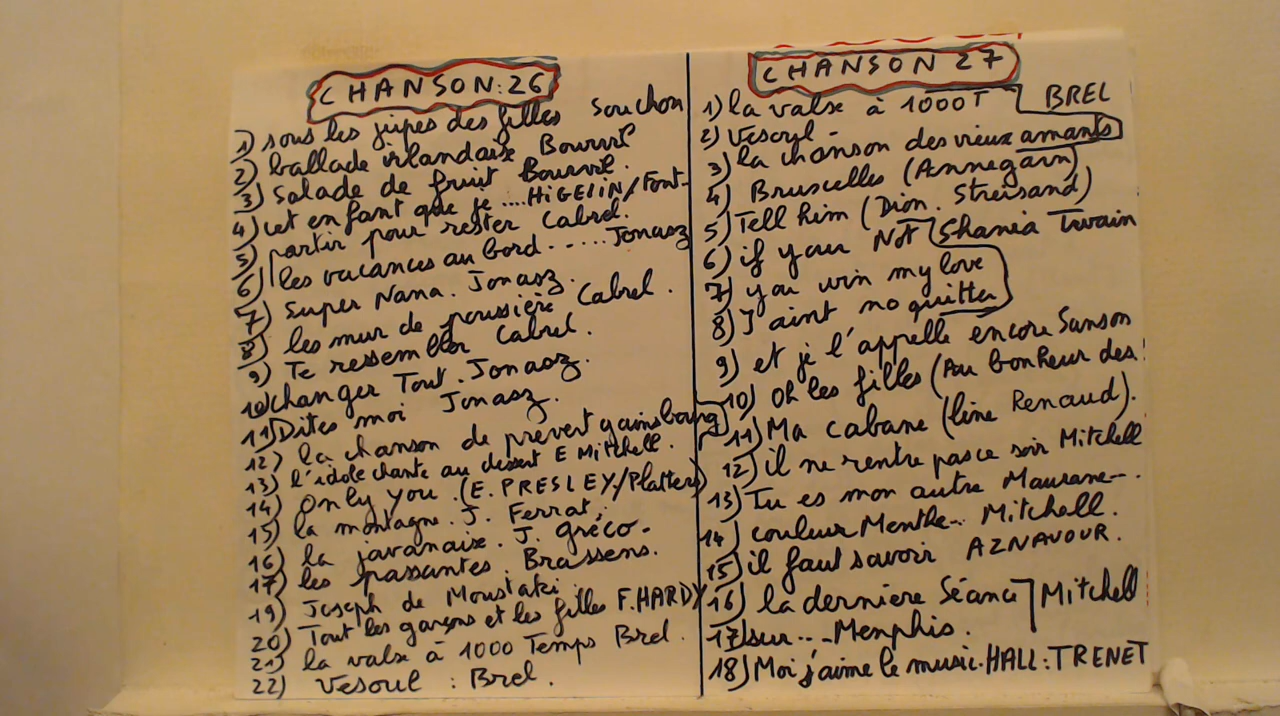 CHANSON: 26
1) sous les jupes des filles Souchon
2) ballade irlandaise Bourvil
3) Salade de fruit Bourvil.
4) cet enfant que je .... HiGELIN/Font-
5) partir pour rester Cabrel.
6) les vacances au bord ..... Jonasz
7) Super Nana. Jonasz.
8) les mur de poussière Cabrel.
9) Te ressembler Cabrel.
10) changer Tout. Jonasz.
11) Dites moi Jonasz.
12) la chanson de prévert gainsbourg
13) l'idole chante au dessert E Mitchell.
14) Only you. (E. PRESLEY/Platters)
15) la montagne. J. Ferrat.
16) la javanaise. J. Gréco.
17) les passantes. Brassens.
19) Joseph de Moustaki.
20) Tout les garçons et les filles F. HARDY
21) la valse à 1000 Temps Brel.
22) Vesoul : Brel.
CHANSON 27
1) la valse à 1000T BREL
2) Vesoul -
3) la chanson des vieux amants
4) Bruxelles (Annegarn)
5) Tell him (Dion. Streisand)
6) if your Not Shania Twain
7) you win my love
8) I aint no quitter
9) et je l'appelle encore Sanson
10) Oh les filles (Au bonheur des.
11) Ma cabane (line Renaud).
12) il ne rentre pas ce soir Mitchell
13) Tu es mon autre Maurane--.
14) couleur Menthe.. Mitchell.
15) il faut savoir AZNAVOUR.
16) la derniere Séance Mitchell
17) sur... Menphis.
18) Moi j'aime le music.HALL: TRENET